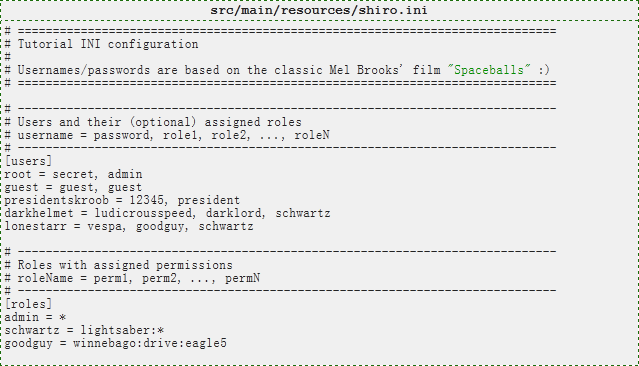 src/main/resources/shiro.ini
# =============================================================================
# Tutorial INI configuration
#
# Usernames/passwords are based on the classic Mel Brooks' film "Spaceballs" :)
# =============================================================================
# -----------------------------------------------------------------------------
# Users and their (optional) assigned roles
# username = password, role1, role2, ..., roleN
# -----------------------------------------------------------------------------
[users]
root = secret, admin
guest = guest, guest
presidentskroob = 12345, president
darkhelmet = ludicrousspeed, darklord, schwartz
lonestarr = vespa, goodguy, schwartz
# -----------------------------------------------------------------------------
# Roles with assigned permissions
# roleName = perm1, perm2, ..., permN
# -----------------------------------------------------------------------------
[roles]
admin = *
schwartz = lightsaber:*
goodguy = winnebago:drive:eagle5